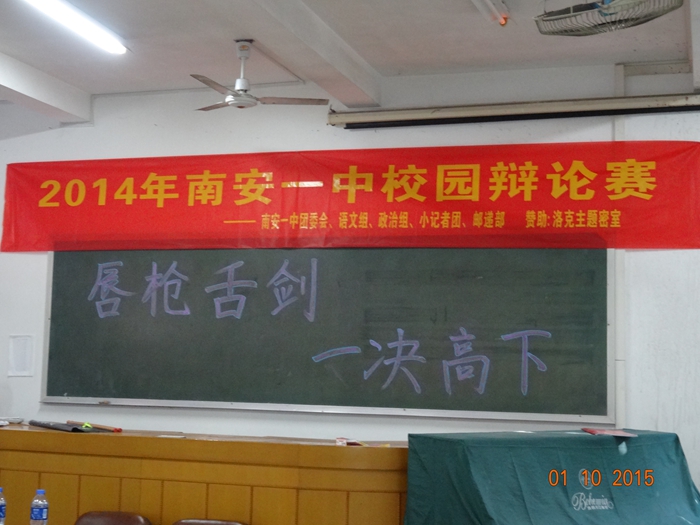 2014年南安一中校园辩论赛
—— 南安一中团委会、语文组、政治组、小记者团、邮递部 赞助:洛克主题密室
唇枪舌剑
一决高下
01 10 2015